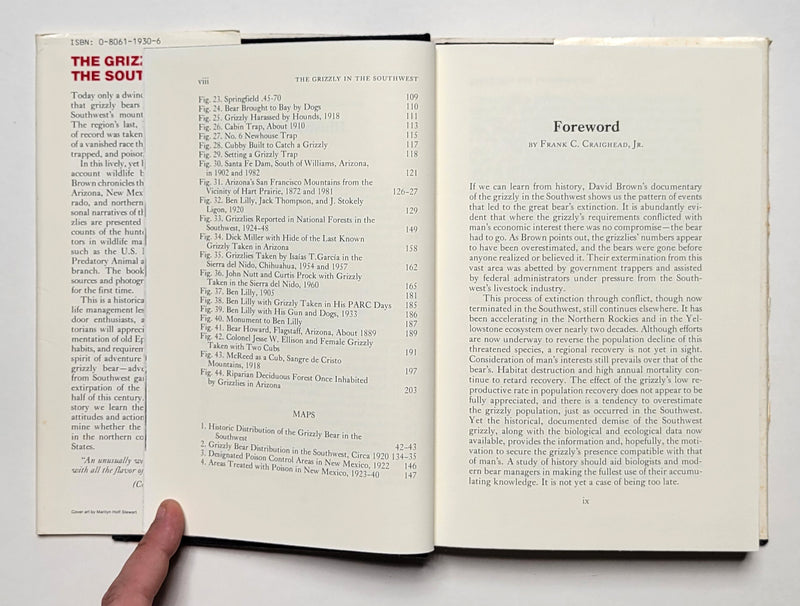 ISBN: 0-8061-1930-6
THE GRIZ
THE SOUT
Today only a dwin
that grizzly bears
Southwest's mount
The region's last,
of record was taken
of a vanished race th
trapped, and poison
In this lively, yet
account wildlife b
Brown chronicles th
Arizona, New Mex
rado, and northern
sonal narratives of th
zlies are presented
counts of the hunt
tors in wildlife ma
such as the U.S.
Predatory Animal a
branch. The book
sources and photogr
for the first time.
This is a historica
life management les
door enthusiasts, a
torians will appreci
mentation of old Ep
habits, and requirem
spirit of adventure
grizzly bear—adve
from Southwest ga
extirpation of the
half of this century.
story we learn the
attitudes and action
mine whether the
in the northern co
States.
"An unusually we
with all the flavor of
(C
Cover art by Marilyn Hoff Stewart
viii
THE GRIZZLY IN THE SOUTHWEST
Fig. 23. Springfield .45-70 109
Fig. 24. Bear Brought to Bay by Dogs 110
Fig. 25. Grizzly Harassed by Hounds, 1918 111
Fig. 26. Cabin Trap, About 1910 113
Fig. 27. No. 6 Newhouse Trap 115
Fig. 28. Cubby Built to Catch a Grizzly 117
Fig. 29. Setting a Grizzly Trap 118
Fig. 30. Santa Fe Dam, South of Williams, Arizona,
in 1902 and 1982 121
Fig. 31. Arizona's San Francisco Mountains from the
Vicinity of Hart Prairie, 1872 and 1981 126–27
Fig. 32. Ben Lilly, Jack Thompson, and J. Stokely
Ligon, 1920 129
Fig. 33. Grizzlies Reported in National Forests in the
Southwest, 1924-48 149
Fig. 34. Dick Miller with Hide of the Last Known
Grizzly Taken in Arizona 158
Fig. 35. Grizzlies Taken by Isaías T. García in the
Sierra del Nido, Chihuahua, 1954 and 1957 162
Fig. 36. John Nutt and Curtis Prock with Grizzly
Taken in the Sierra del Nido, 1960 165
Fig. 37. Ben Lilly, 1905 181
Fig. 38. Ben Lilly with Grizzly Taken in His PARC Days 185
Fig. 39. Ben Lilly with His Gun and Dogs, 1933 186
Fig. 40. Monument to Ben Lilly 187
Fig. 41. Bear Howard, Flagstaff, Arizona, About 1889 189
Fig. 42. Colonel Jesse W. Ellison and Female Grizzly
Taken with Two Cubs 191
Fig. 43. McReed as a Cub, Sangre de Cristo
Mountains, 1918 197
Fig. 44. Riparian Deciduous Forest Once Inhabited
by Grizzlies in Arizona 203
MAPS
1. Historic Distribution of the Grizzly Bear in the
Southwest 42–43
2. Grizzly Bear Distribution in the Southwest, Circa 1920 134–35
3. Designated Poison Control Areas in New Mexico, 1922 146
4. Areas Treated with Poison in New Mexico, 1923–40 147
Foreword
BY FRANK C. CRAIGHEAD, JR.
If we can learn from history, David Brown's documentary
of the grizzly in the Southwest shows us the pattern of events
that led to the great bear's extinction. It is abundantly evi-
dent that where the grizzly's requirements conflicted with
man's economic interest there was no compromise—the bear
had to go. As Brown points out, the grizzlies' numbers appear
to have been overestimated, and the bears were gone before
anyone realized or believed it. Their extermination from this
vast area was abetted by government trappers and assisted
by federal administrators under pressure from the South-
west's livestock industry.
This process of extinction through conflict, though now
terminated in the Southwest, still continues elsewhere. It has
been accelerating in the Northern Rockies and in the Yel-
lowstone ecosystem over nearly two decades. Although efforts
are now underway to reverse the population decline of this
threatened species, a regional recovery is not yet in sight.
Consideration of man's interests still prevails over that of the
bear's. Habitat destruction and high annual mortality con-
tinue to retard recovery. The effect of the grizzly's low re-
productive rate in population recovery does not appear to be
fully appreciated, and there is a tendency to overestimate
the grizzly population, just as occurred in the Southwest.
Yet the historical, documented demise of the Southwest
grizzly, along with the biological and ecological data now
available, provides the information and, hopefully, the moti-
vation to secure the grizzly's presence compatible with that
of man's. A study of history should aid biologists and mod-
ern bear managers in making the fullest use of their accumu-
lating knowledge. It is not yet a case of being too late.
ix